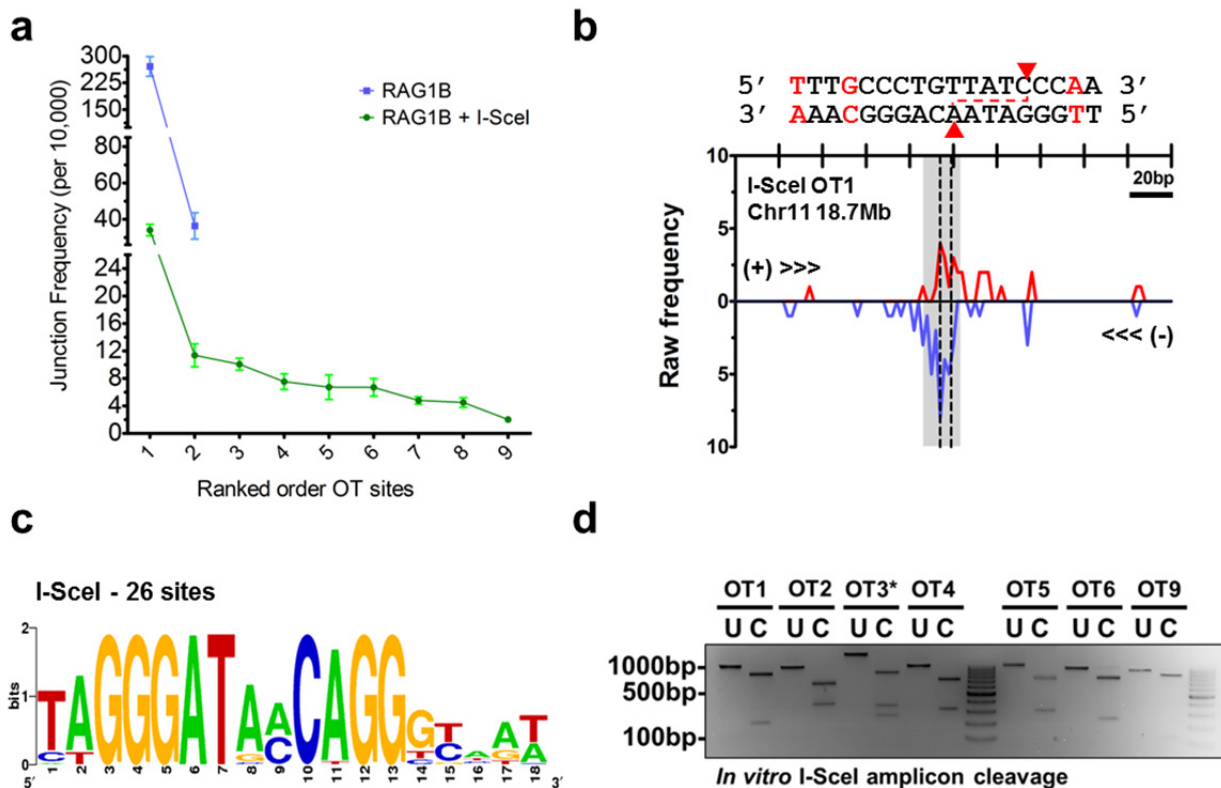 a
300
225
150
80
60
40
24
20
16
12
8
4
0
Junction Frequency (per 10,000)
RAG1B
RAG1B + I-SceI
1 2 3 4 5 6 7 8 9
Ranked order OT sites
b
5′ TTTGCCCTGTTATCCCAA 3′
3′ AAACGGGACAATAGGGTT 5′
10
5
0
5
10
Raw frequency
I-SceI OT1
Chr11 18.7Mb
20bp
(+) >>>
<<< (-)
c
I-SceI - 26 sites
2
1
0
bits
TAGGGATAACAGGGTAAT
1 2 3 4 5 6 7 8 9 10 11 12 13 14 15 16 17 18
5′ 3′
d
OT1 OT2 OT3* OT4 OT5 OT6 OT9
U C U C U C U C U C U C U C
1000bp
500bp
100bp
In vitro I-SceI amplicon cleavage